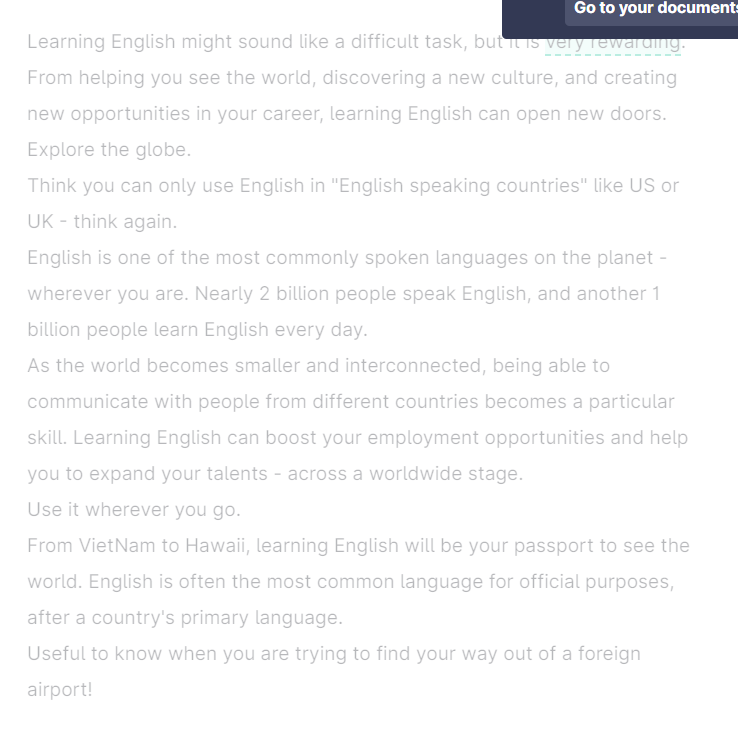 Go to your documents
Learning English might sound like a difficult task, but it is very rewarding.
From helping you see the world, discovering a new culture, and creating
new opportunities in your career, learning English can open new doors.
Explore the globe.
Think you can only use English in "English speaking countries" like US or
UK - think again.
English is one of the most commonly spoken languages on the planet -
wherever you are. Nearly 2 billion people speak English, and another 1
billion people learn English every day.
As the world becomes smaller and interconnected, being able to
communicate with people from different countries becomes a particular
skill. Learning English can boost your employment opportunities and help
you to expand your talents - across a worldwide stage.
Use it wherever you go.
From VietNam to Hawaii, learning English will be your passport to see the
world. English is often the most common language for official purposes,
after a country's primary language.
Useful to know when you are trying to find your way out of a foreign
airport!